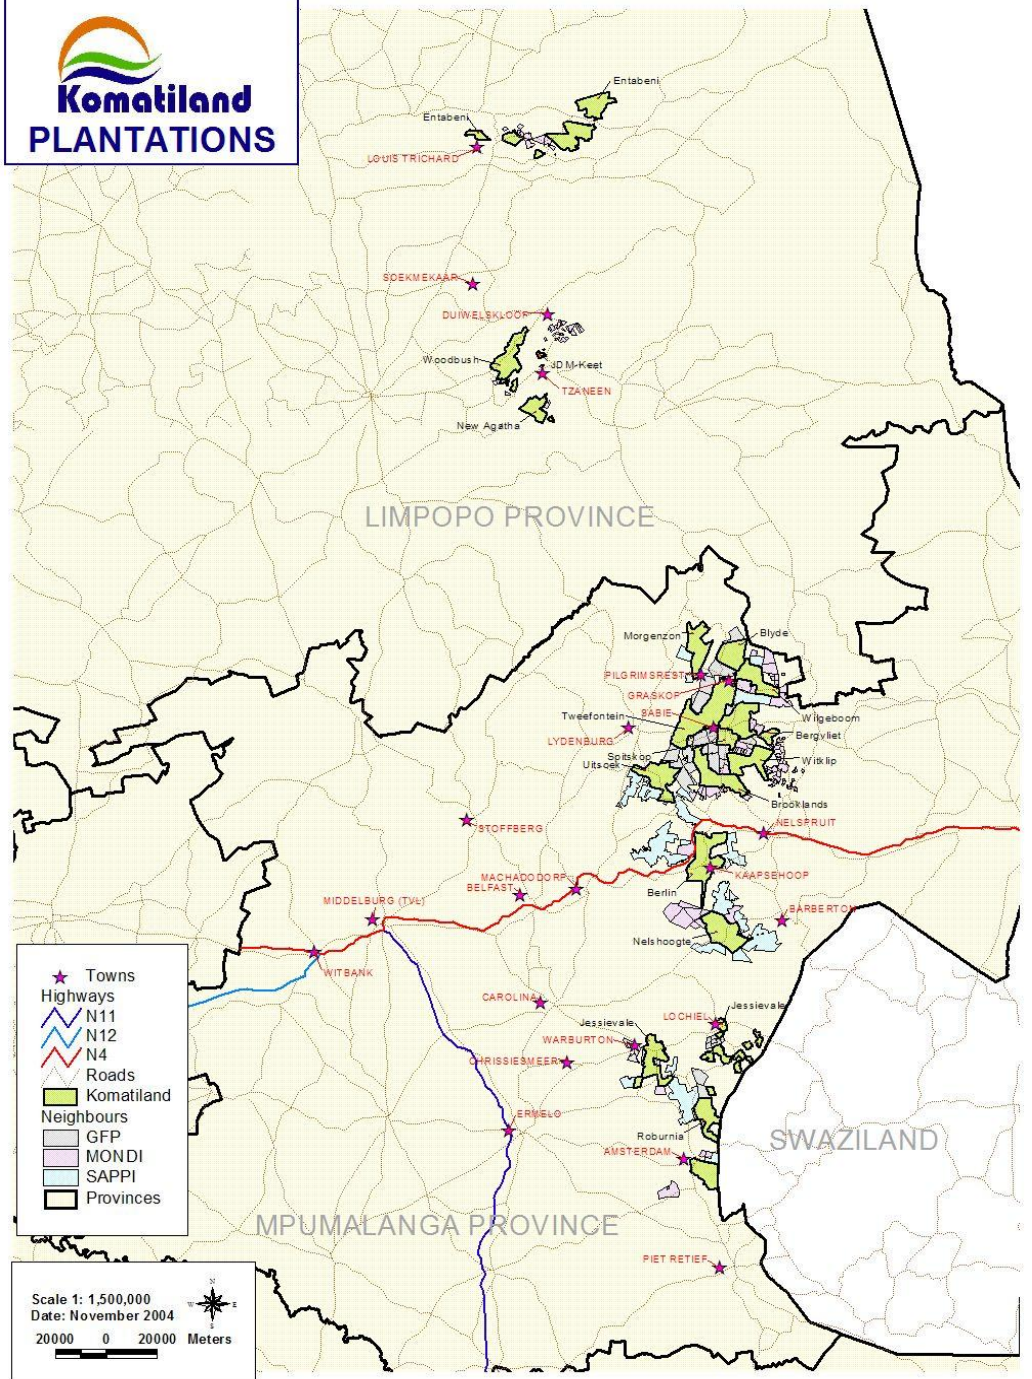 Komatiland
PLANTATIONS
Entabeni
Entabeni
LOUIS TRICHARD
SOEKMEKAAR
DUIWELSKLOOF
Woodbush
JDM-Keet
TZANEEN
New Agatha
LIMPOPO PROVINCE
Morgenzon
Blyde
PILGRIMSREST
GRASKOP
SABIE
Tweefontein
Wilgeboom
LYDENBURG
Bergvliet
Spitskop
Witklip
Uitsoek
Brooklands
STOFFBERG
NELSPRUIT
MACHADODORP
KAAPSEHOOP
BELFAST
Berlin
MIDDELBURG (TVL)
BARBERTON
Nelshoogte
WITBANK
CAROLINA
Jessievale
LOCHIEL
Jessievale
WARBURTON
CHRISSIESMEER
ERMELO
Roburnia
SWAZILAND
AMSTERDAM
MPUMALANGA PROVINCE
PIET RETIEF
Towns
Highways
N11
N12
N4
Roads
Komatiland
Neighbours
GFP
MONDI
SAPPI
Provinces
N
W E
S
Scale 1: 1,500,000
Date: November 2004
20000 0 20000 Meters